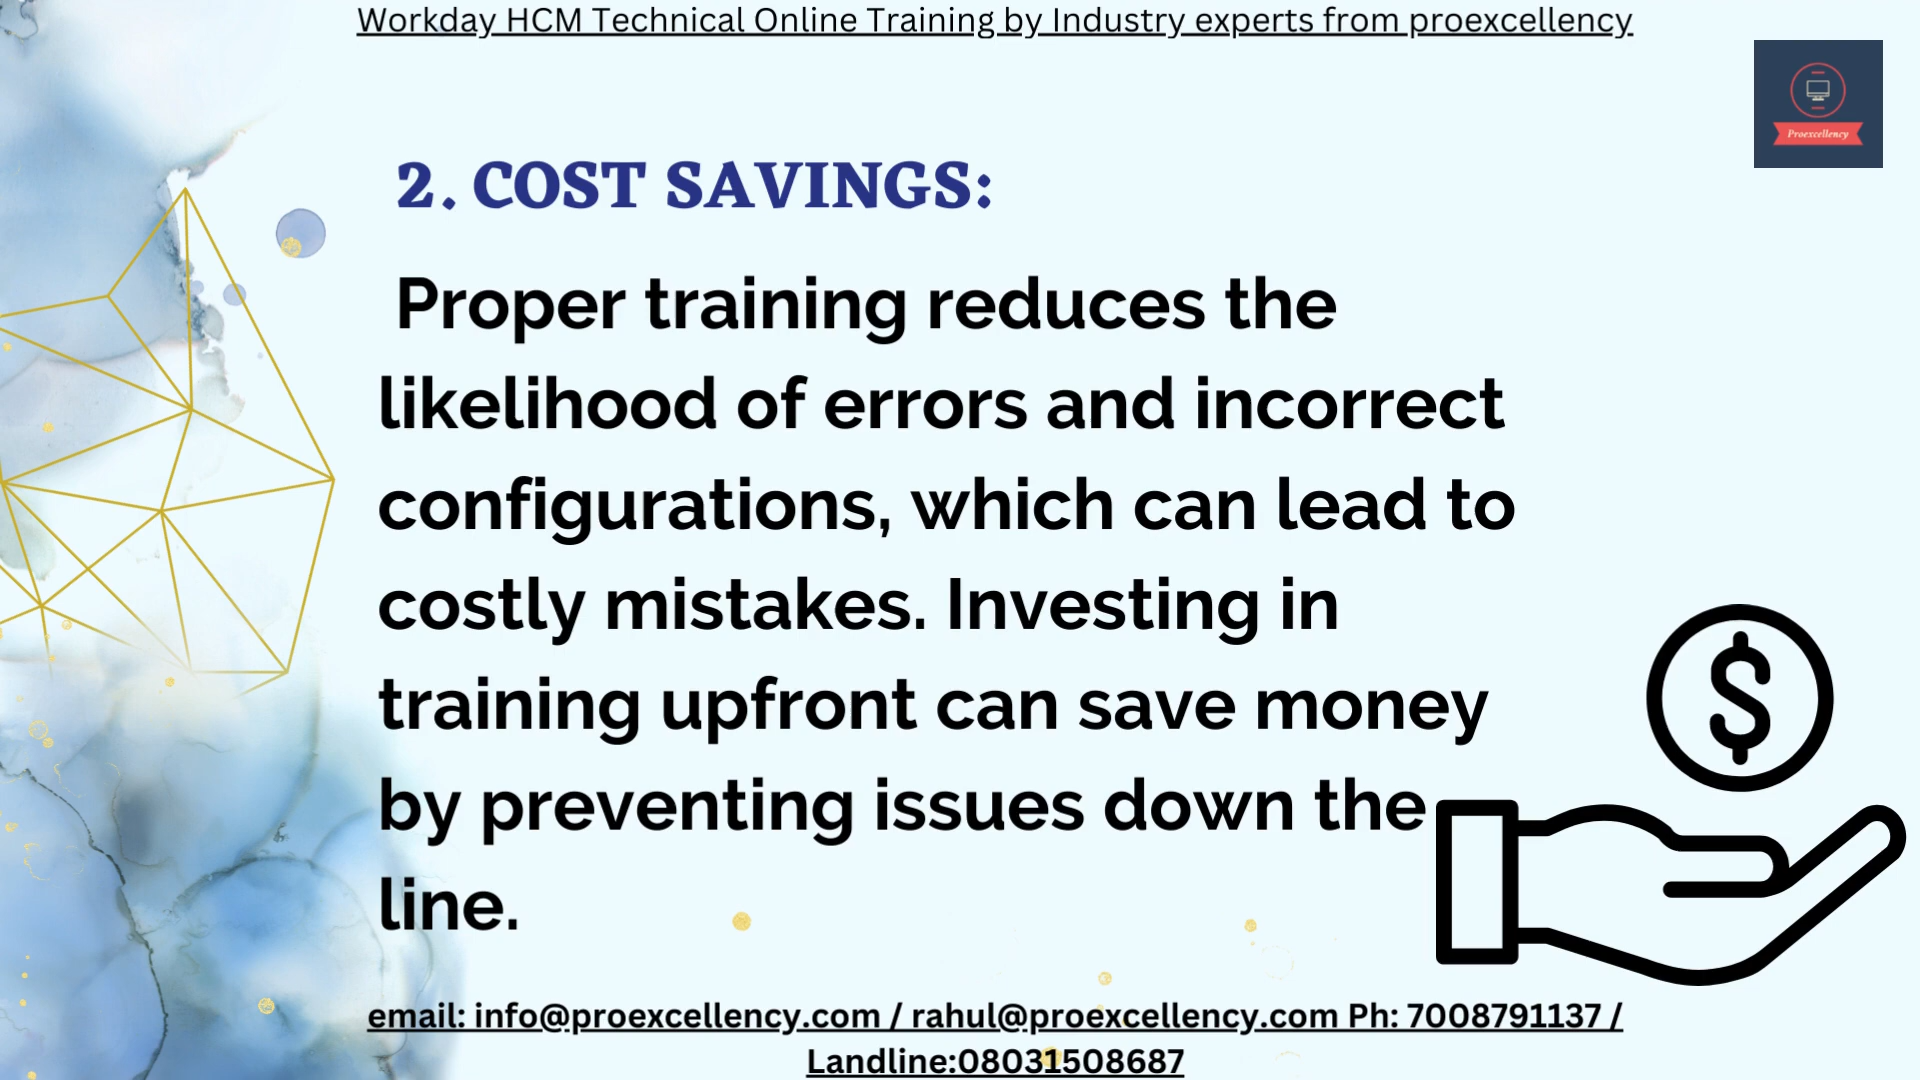 Workday HCM Technical Online Training by Industry experts from proexcellency
Proexcellency
2. COST SAVINGS:
Proper training reduces the
likelihood of errors and incorrect
configurations, which can lead to
costly mistakes. Investing in
training upfront can save money
by preventing issues down the
line.
$
email: info@proexcellency.com / rahul@proexcellency.com Ph: 7008791137 /
Landline:08031508687